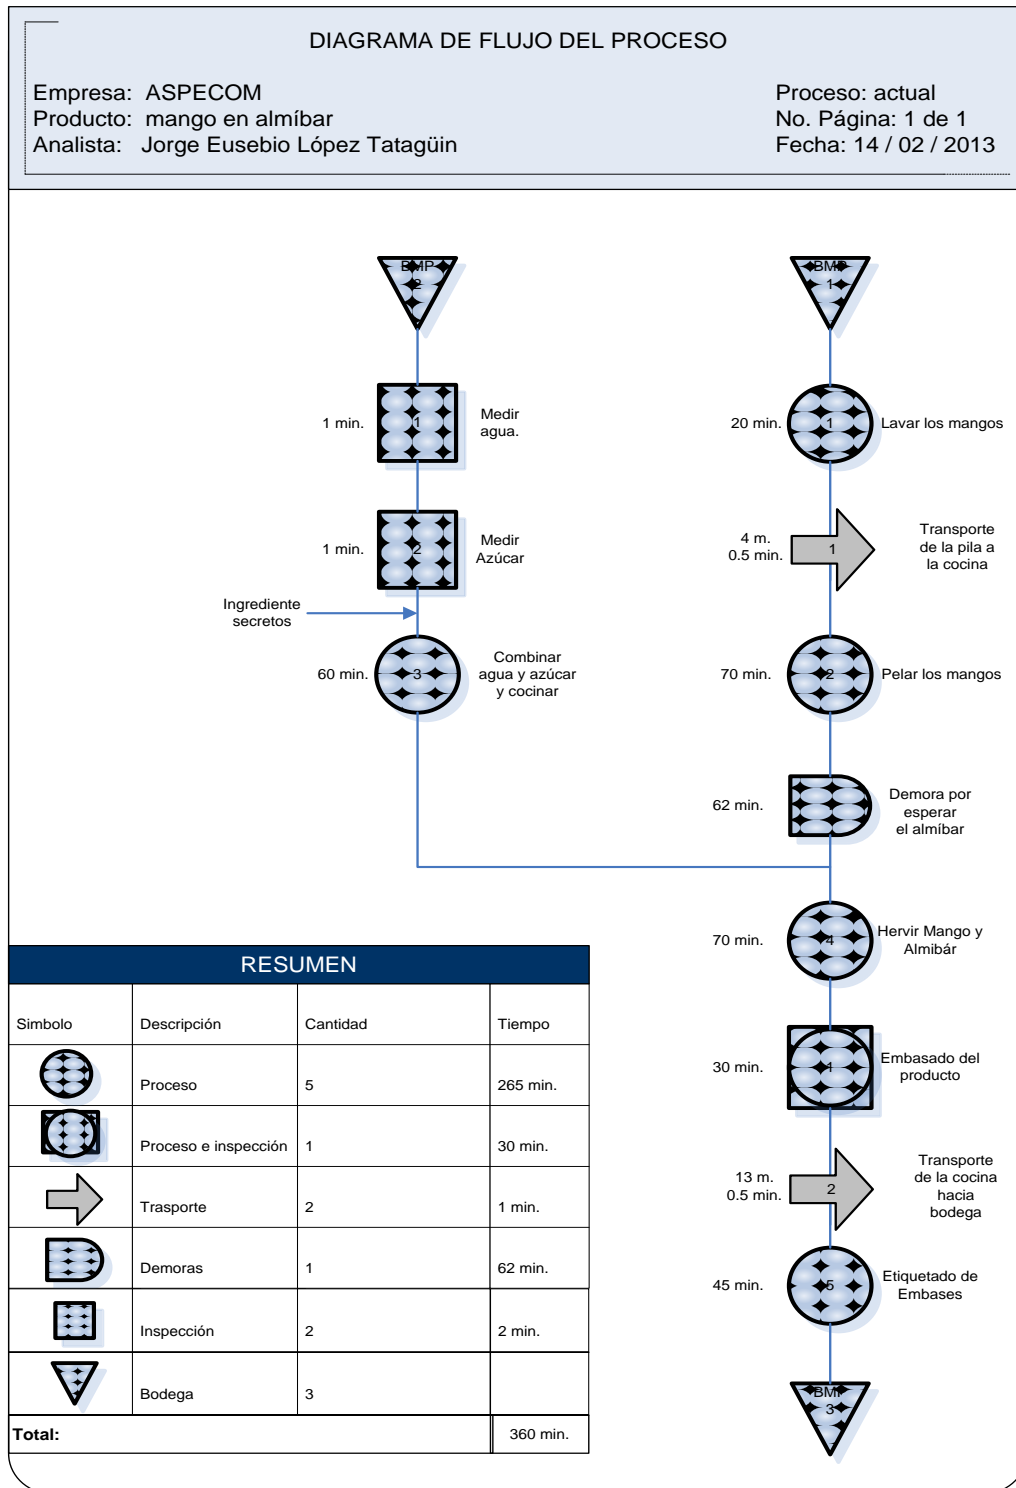 DIAGRAMA DE FLUJO DEL PROCESO
Empresa: ASPECOM
Producto: mango en almíbar
Analista: Jorge Eusebio López Tatagüin
Proceso: actual
No. Página: 1 de 1
Fecha: 14 / 02 / 2013
BMP
2
1 min.
1
Medir
agua.
1 min.
2
Medir
Azúcar
Ingrediente
secretos
60 min.
3
Combinar
agua y azúcar
y cocinar
BMP
1
20 min.
1
Lavar los mangos
4 m.
0.5 min.
1
Transporte
de la pila a
la cocina
70 min.
2
Pelar los mangos
62 min.
Demora por
esperar
el almíbar
70 min.
4
Hervir Mango y
Almibár
30 min.
1
Embasado del
producto
13 m.
0.5 min.
2
Transporte
de la cocina
hacia
bodega
45 min.
5
Etiquetado de
Embases
BMP
3
RESUMEN
Simbolo Descripción Cantidad Tiempo
Proceso 5 265 min.
Proceso e inspección 1 30 min.
Trasporte 2 1 min.
Demoras 1 62 min.
Inspección 2 2 min.
Bodega 3
Total: 360 min.